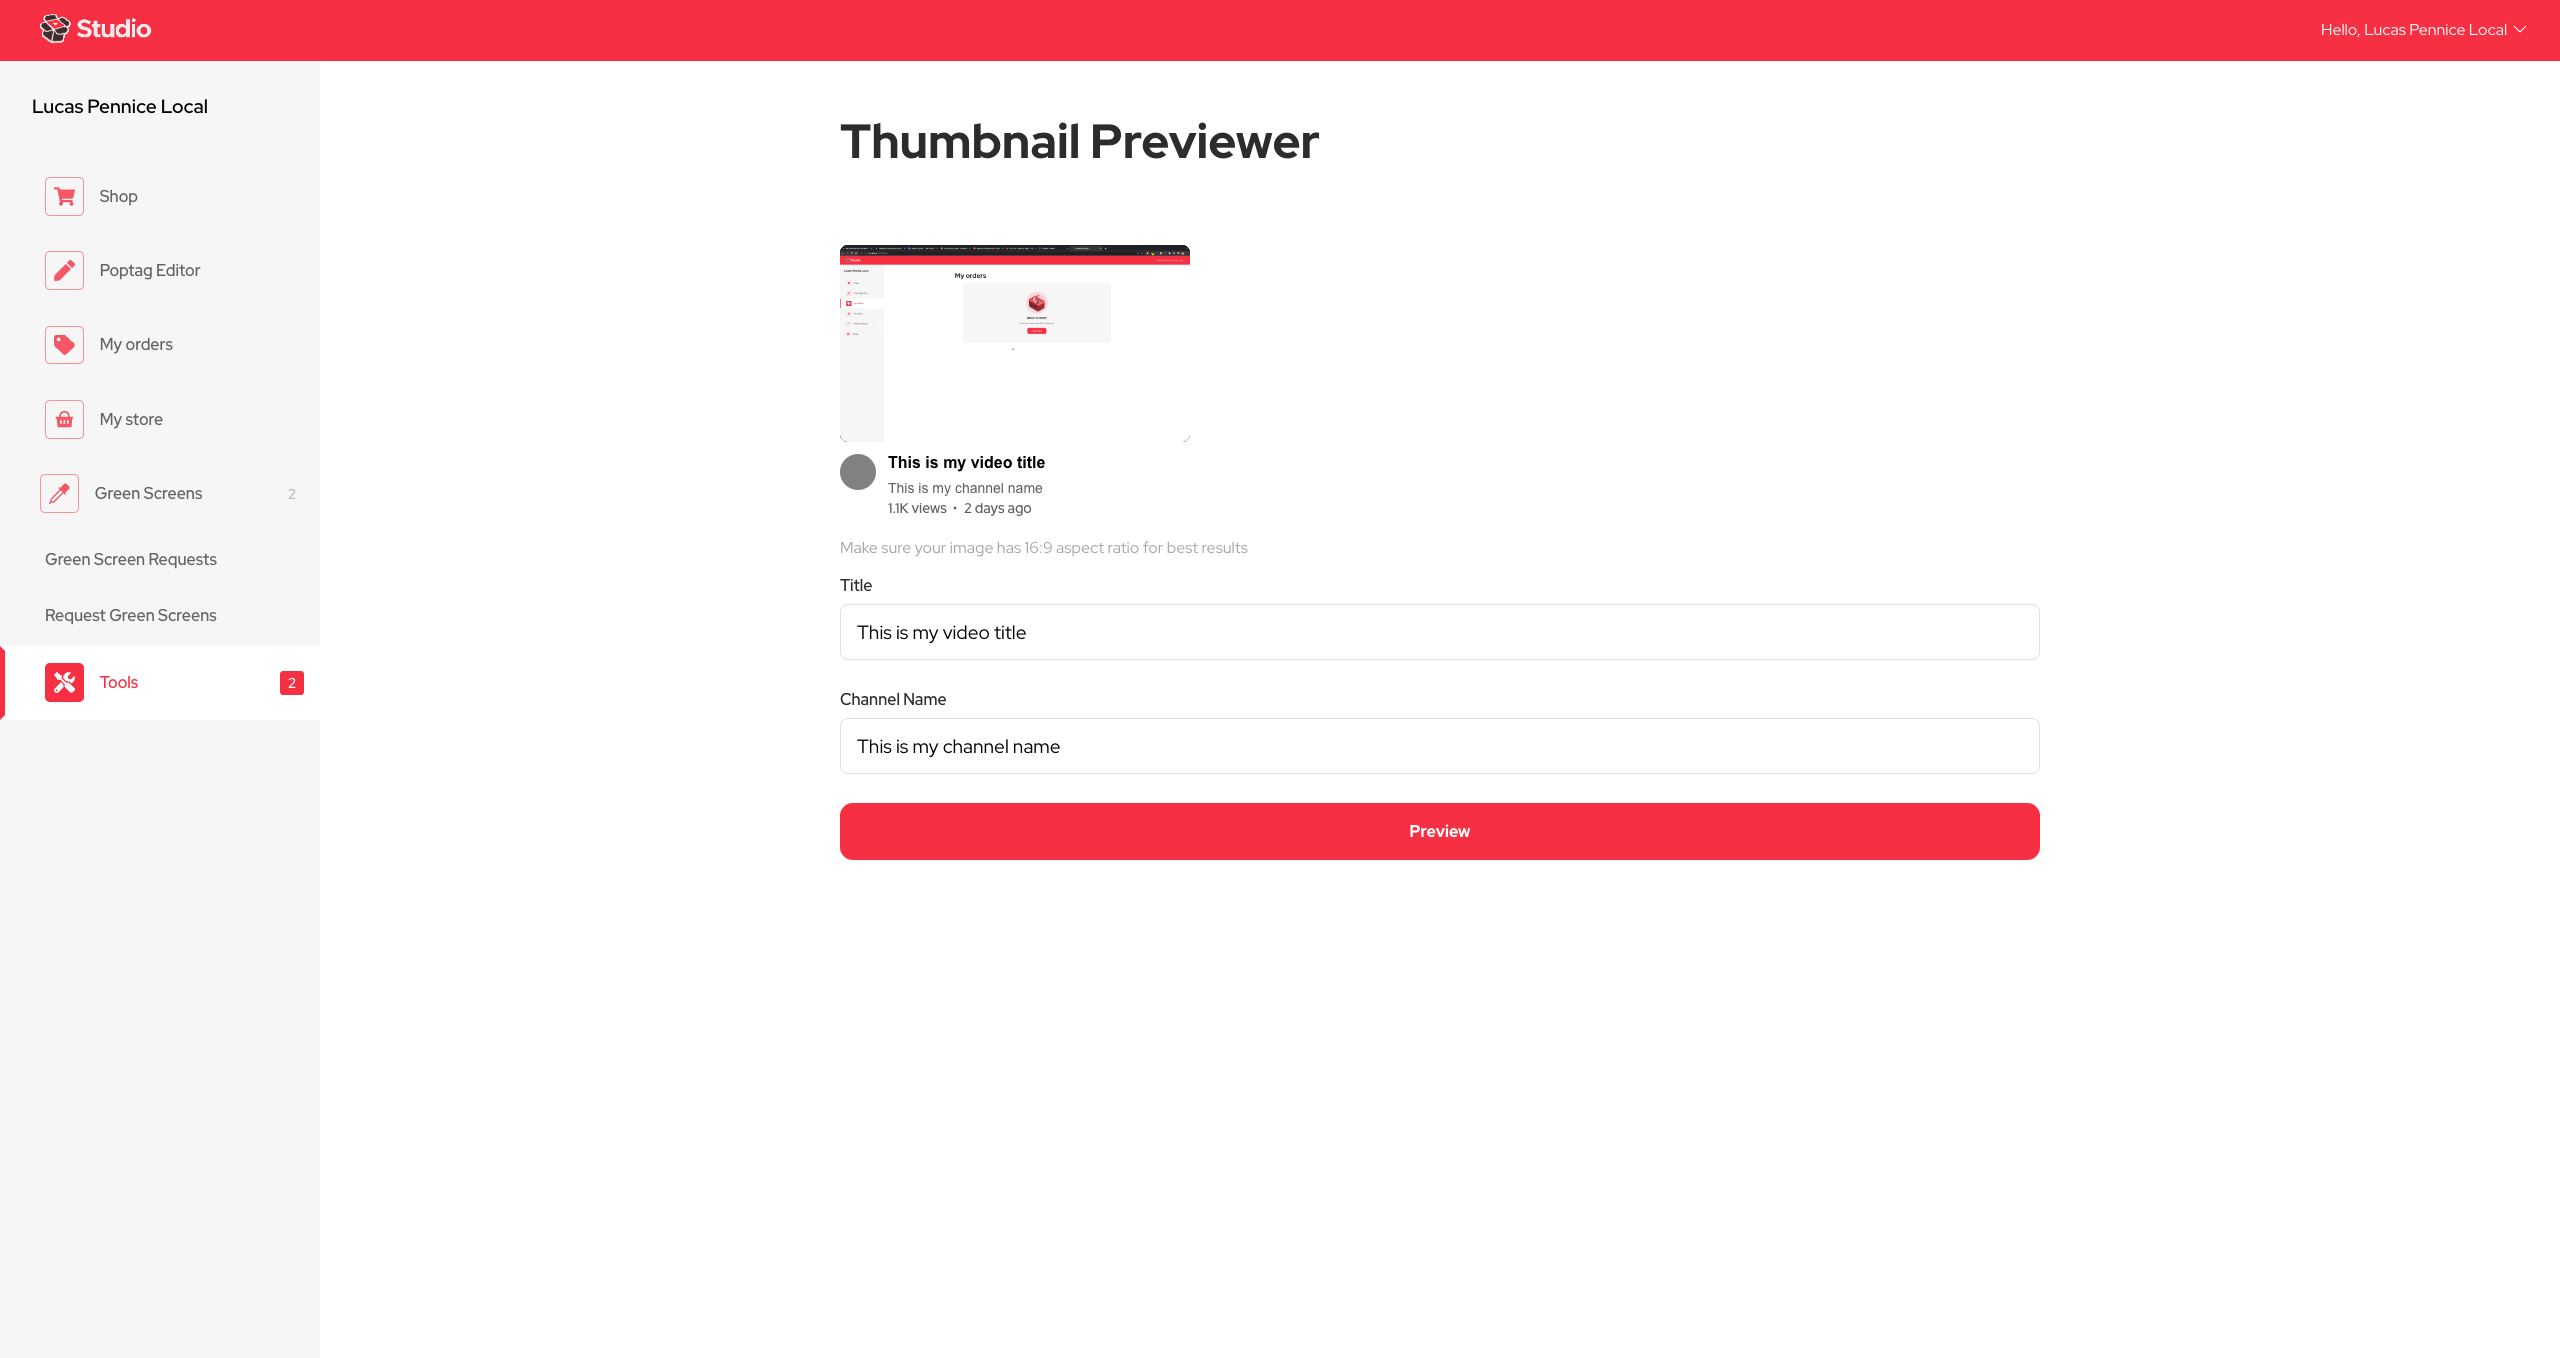 Studio
Hello, Lucas Pennice Local
Lucas Pennice Local
Shop
Poptag Editor
My orders
My store
Green Screens 2
Green Screen Requests
Request Green Screens
Tools 2
Thumbnail Previewer
My orders
This is my video title
This is my channel name
1.1K views • 2 days ago
Make sure your image has 16:9 aspect ratio for best results
Title
This is my video title
Channel Name
This is my channel name
Preview